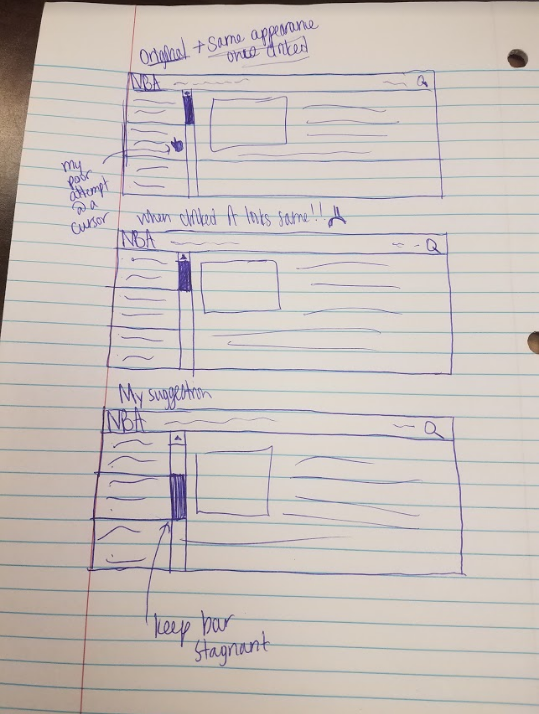 Original + Same appearance
once clicked
NBA
my
poor
attempt
@ a
cursor
when clicked it looks same!!
NBA
My suggestion
NBA
keep bar
stagnant